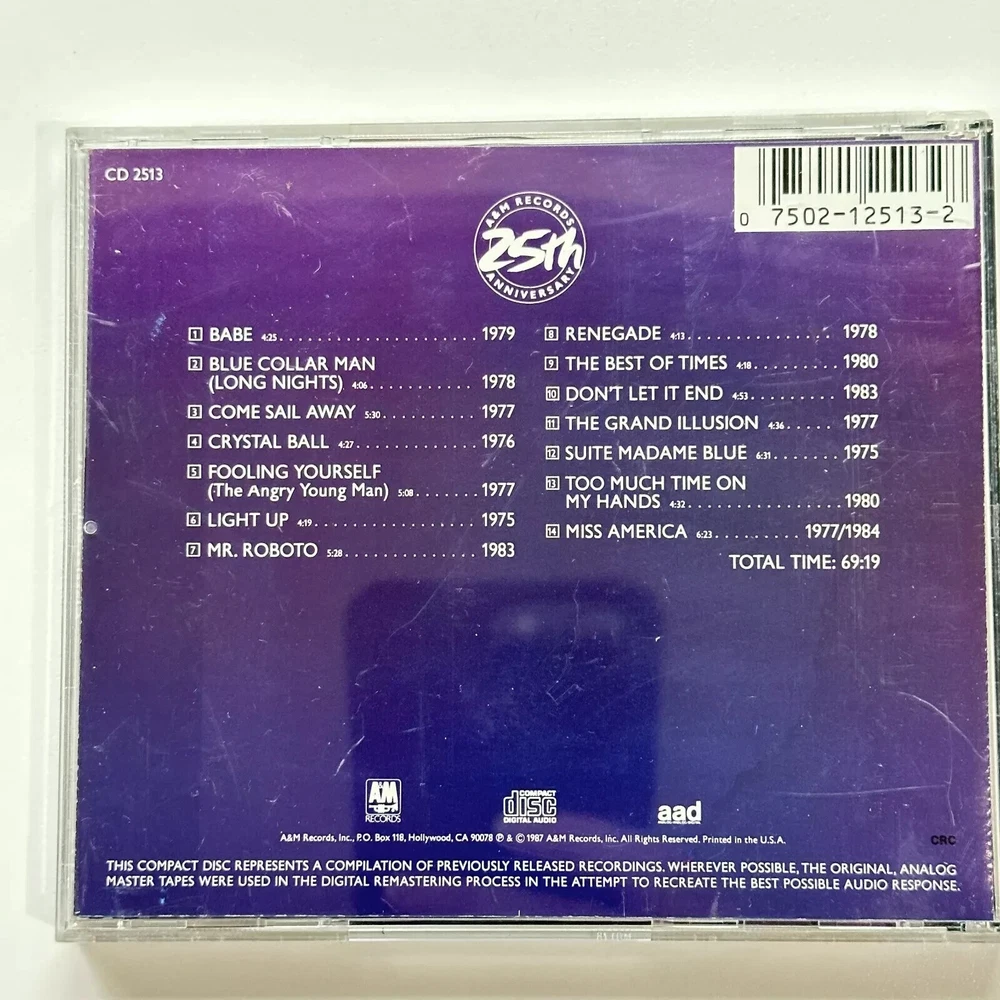 CD 2513
0 7502-12513-2
A&M RECORDS
25th
ANNIVERSARY
1 BABE 4:25 1979
2 BLUE COLLAR MAN
(LONG NIGHTS) 4:06 1978
3 COME SAIL AWAY 5:30 1977
4 CRYSTAL BALL 4:27 1976
5 FOOLING YOURSELF
(The Angry Young Man) 5:08 1977
6 LIGHT UP 4:19 1975
7 MR. ROBOTO 5:28 1983
8 RENEGADE 4:13 1978
9 THE BEST OF TIMES 4:18 1980
10 DON'T LET IT END 4:53 1983
11 THE GRAND ILLUSION 4:36 1977
12 SUITE MADAME BLUE 6:31 1975
13 TOO MUCH TIME ON
MY HANDS 4:32 1980
14 MISS AMERICA 6:23 1977/1984
TOTAL TIME: 69:19
A&M
RECORDS
COMPACT
disc
DIGITAL AUDIO
aad
A&M Records, Inc., P.O. Box 118, Hollywood, CA 90078 ℗ & © 1987 A&M Records, Inc. All Rights Reserved. Printed in the U.S.A.
CRC
THIS COMPACT DISC REPRESENTS A COMPILATION OF PREVIOUSLY RELEASED RECORDINGS. WHEREVER POSSIBLE, THE ORIGINAL, ANALOG
MASTER TAPES WERE USED IN THE DIGITAL REMASTERING PROCESS IN THE ATTEMPT TO RECREATE THE BEST POSSIBLE AUDIO RESPONSE.